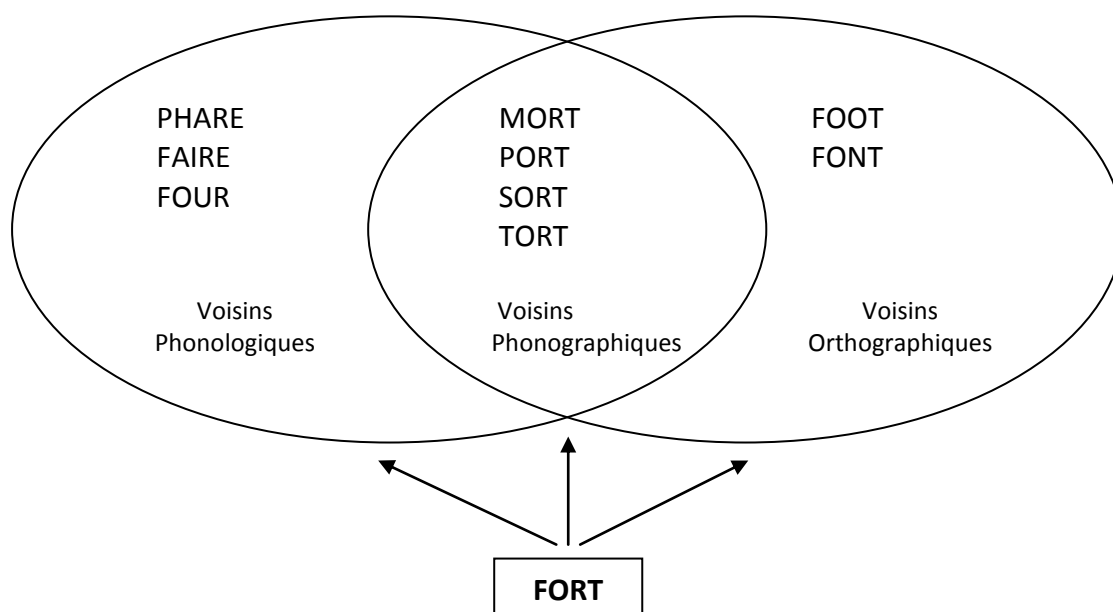 PHARE
FAIRE
FOUR
Voisins
Phonologiques
MORT
PORT
SORT
TORT
Voisins
Phonographiques
FOOT
FONT
Voisins
Orthographiques
FORT